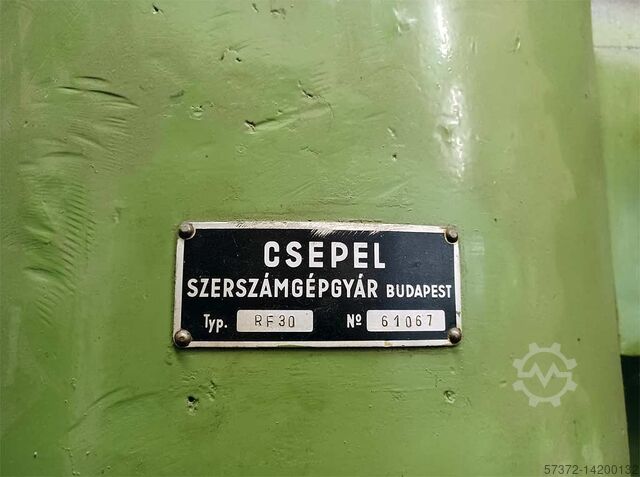 CSEPEL
SZERSZÁMGÉPGYÁR BUDAPEST
Typ. RF30 Nº 61067
57372-14200132